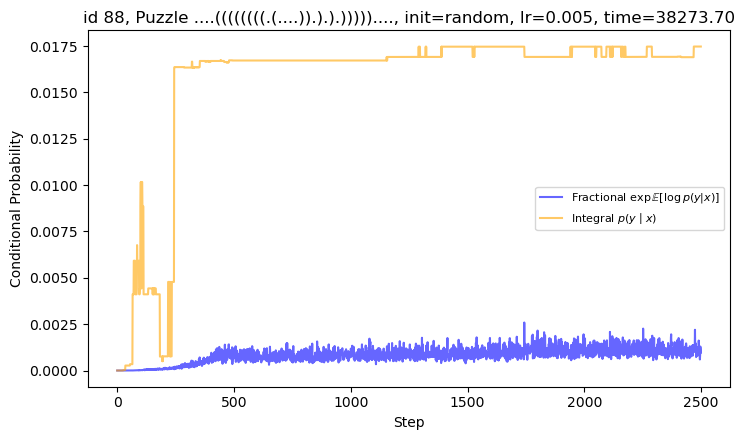 id 88, Puzzle ....((((((((.(....)).).).)))))...., init=random, lr=0.005, time=38273.70
Conditional Probability
0.0175
0.0150
0.0125
0.0100
0.0075
0.0050
0.0025
0.0000
Fractional exp𝔼[log p(y|x)]
Integral p(y | x)
0 500 1000 1500 2000 2500
Step